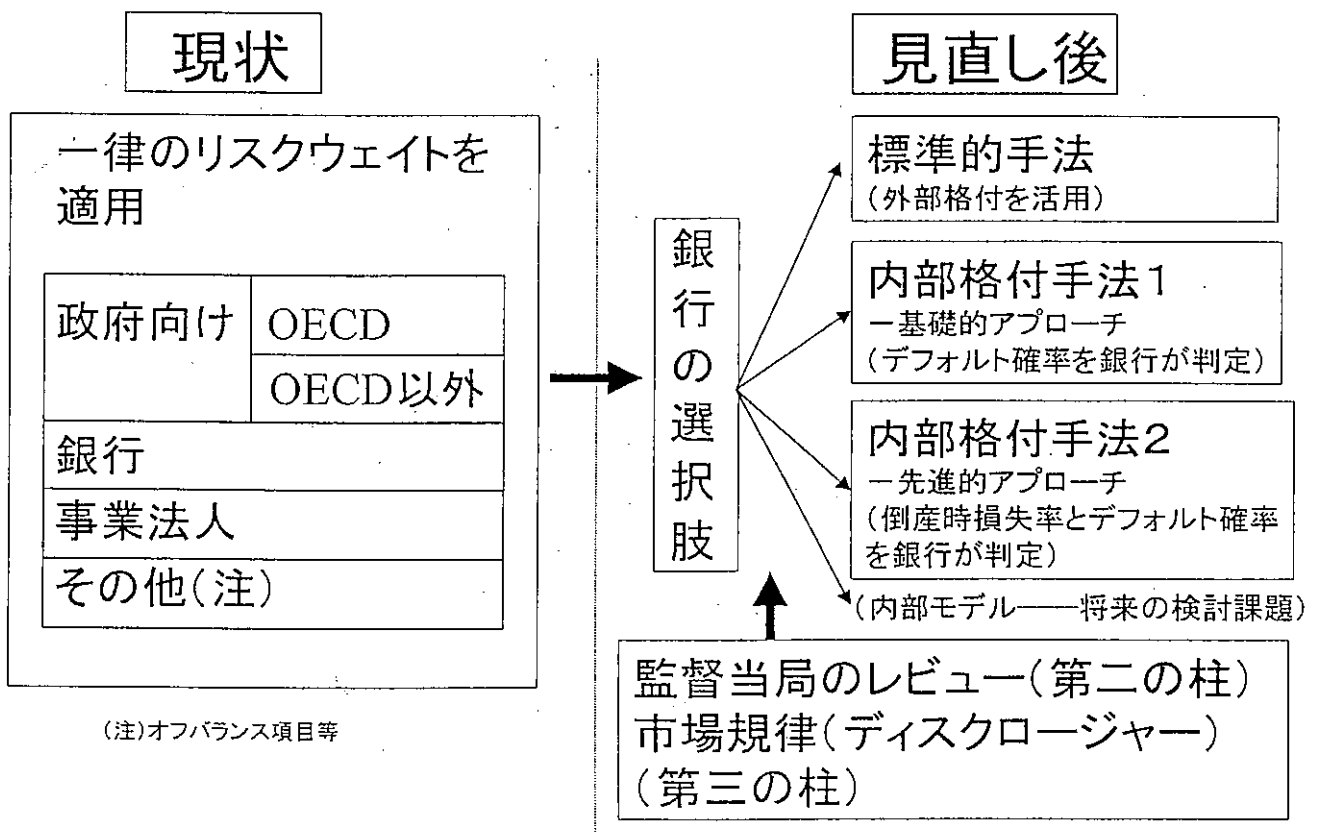 現状
一律のリスクウェイトを
適用
政府向け
OECD
OECD以外
銀行
事業法人
その他(注)
(注)オフバランス項目等
見直し後
銀行の選択肢
標準的手法
(外部格付を活用)
内部格付手法1
－基礎的アプローチ
(デフォルト確率を銀行が判定)
内部格付手法2
－先進的アプローチ
(倒産時損失率とデフォルト確率
を銀行が判定)
(内部モデル――将来の検討課題)
監督当局のレビュー(第二の柱)
市場規律(ディスクロージャー)
(第三の柱)